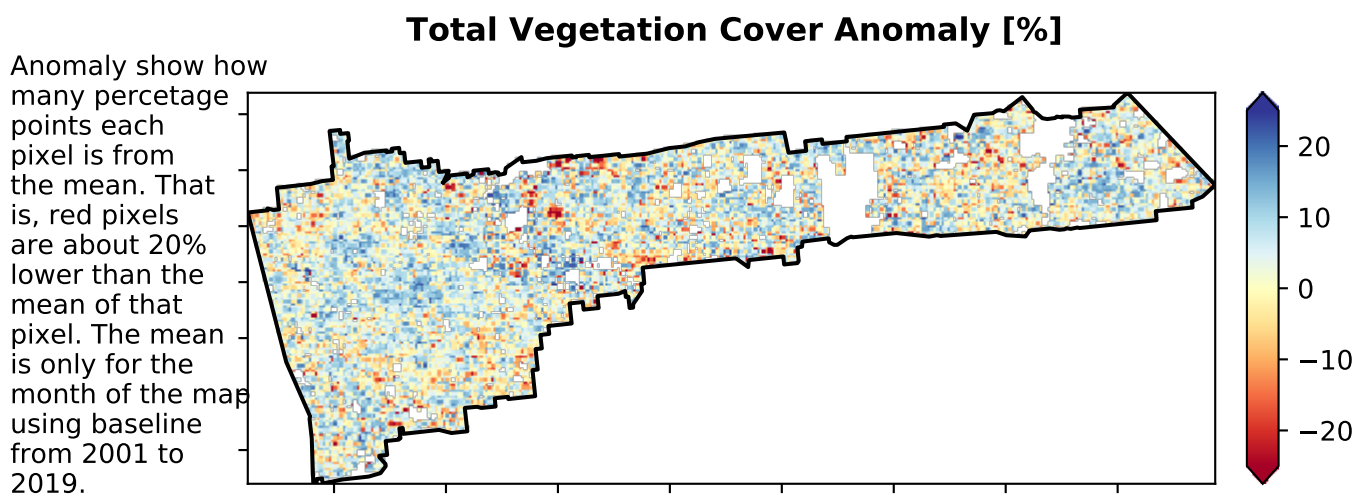 Total Vegetation Cover Anomaly [%]
Anomaly show how
many percetage
points each
pixel is from
the mean. That
is, red pixels
are about 20%
lower than the
mean of that
pixel. The mean
is only for the
month of the map
using baseline
from 2001 to
2019.
20
10
0
−10
−20